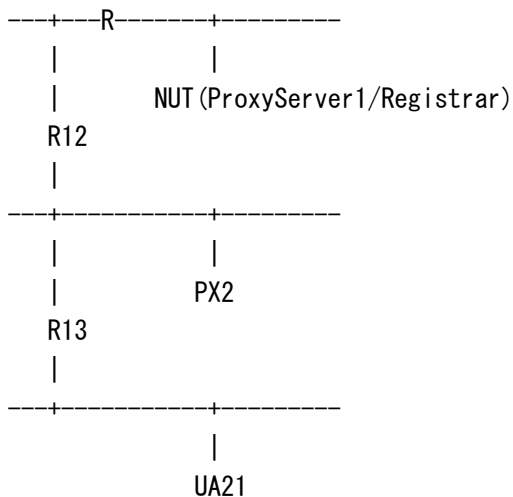 ---+---R-------+---------
| |
| NUT(ProxyServer1/Registrar)
R12
|
---+-----------+---------
| |
| PX2
R13
|
---+-----------+---------
|
UA21